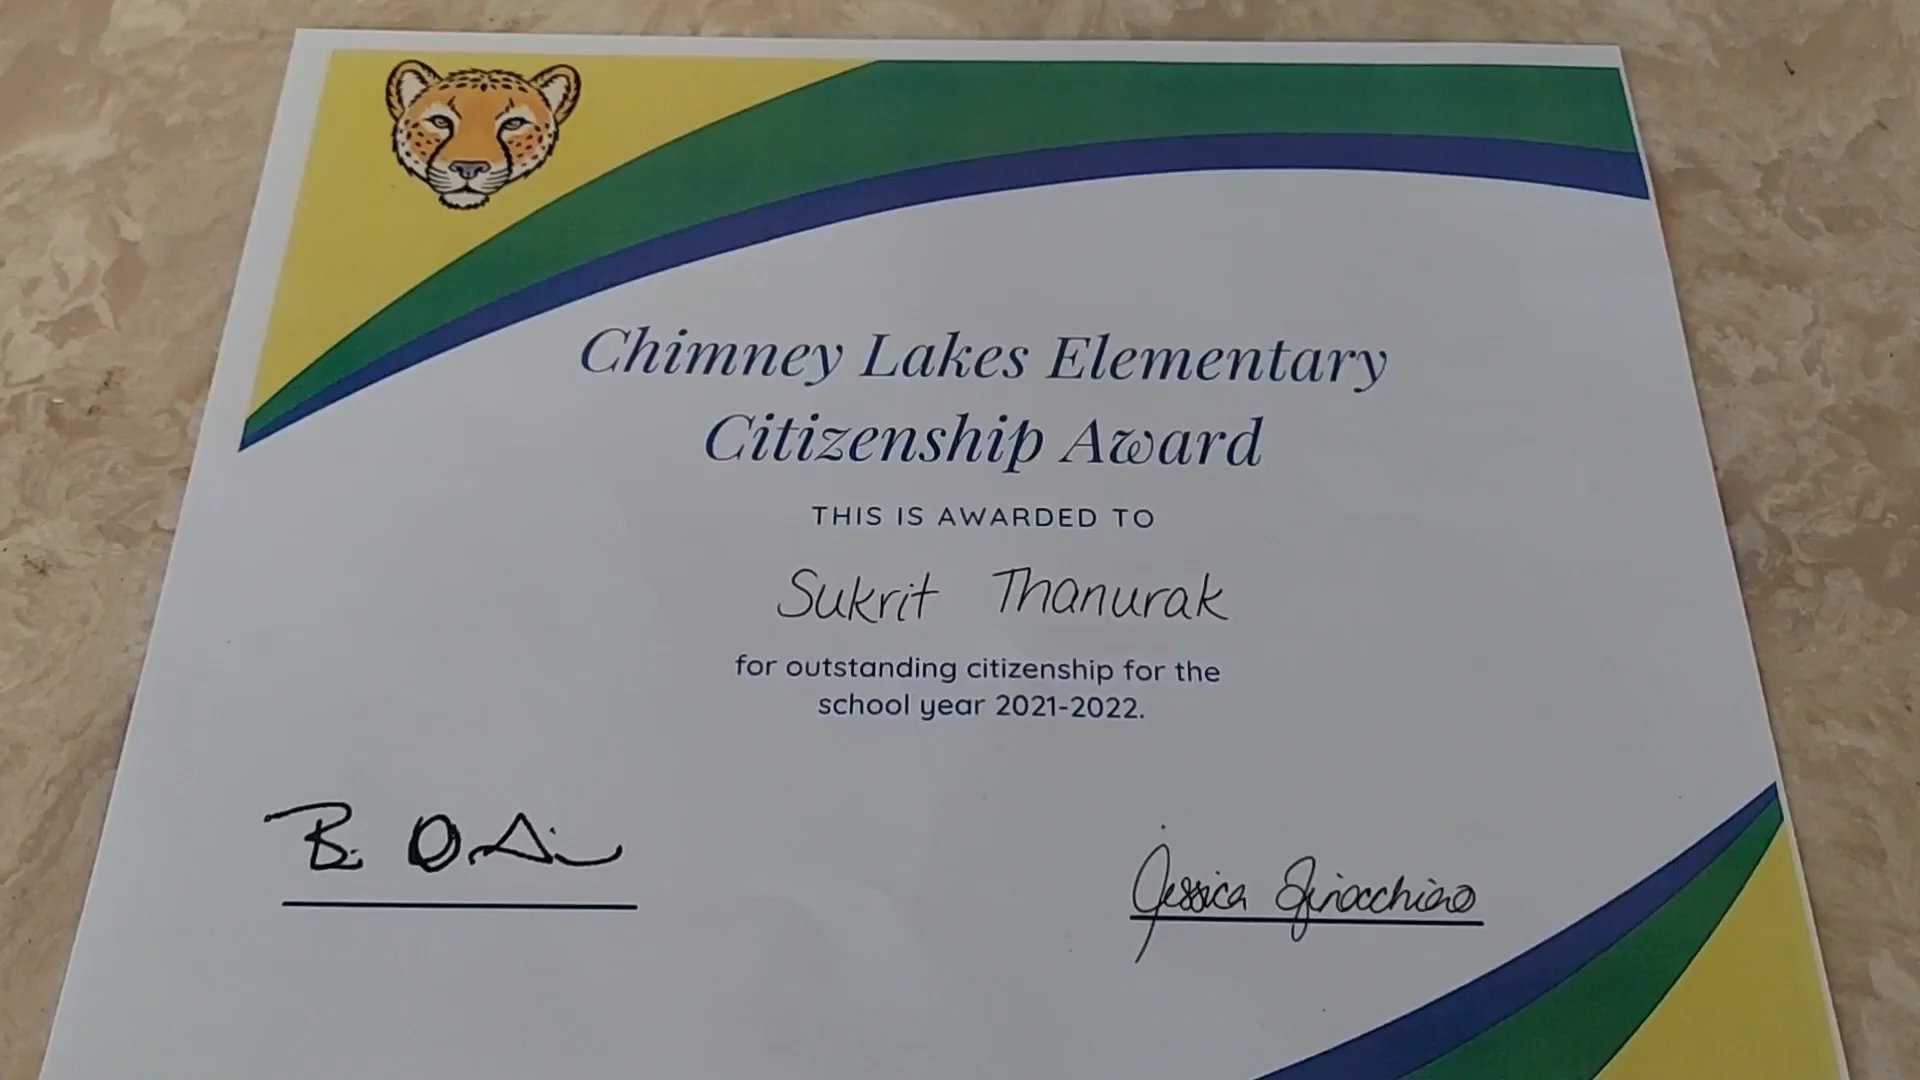 Chimney Lakes Elementary
Citizenship Award
THIS IS AWARDED TO
Sukrit Thanurak
for outstanding citizenship for the
school year 2021-2022.
Jessica